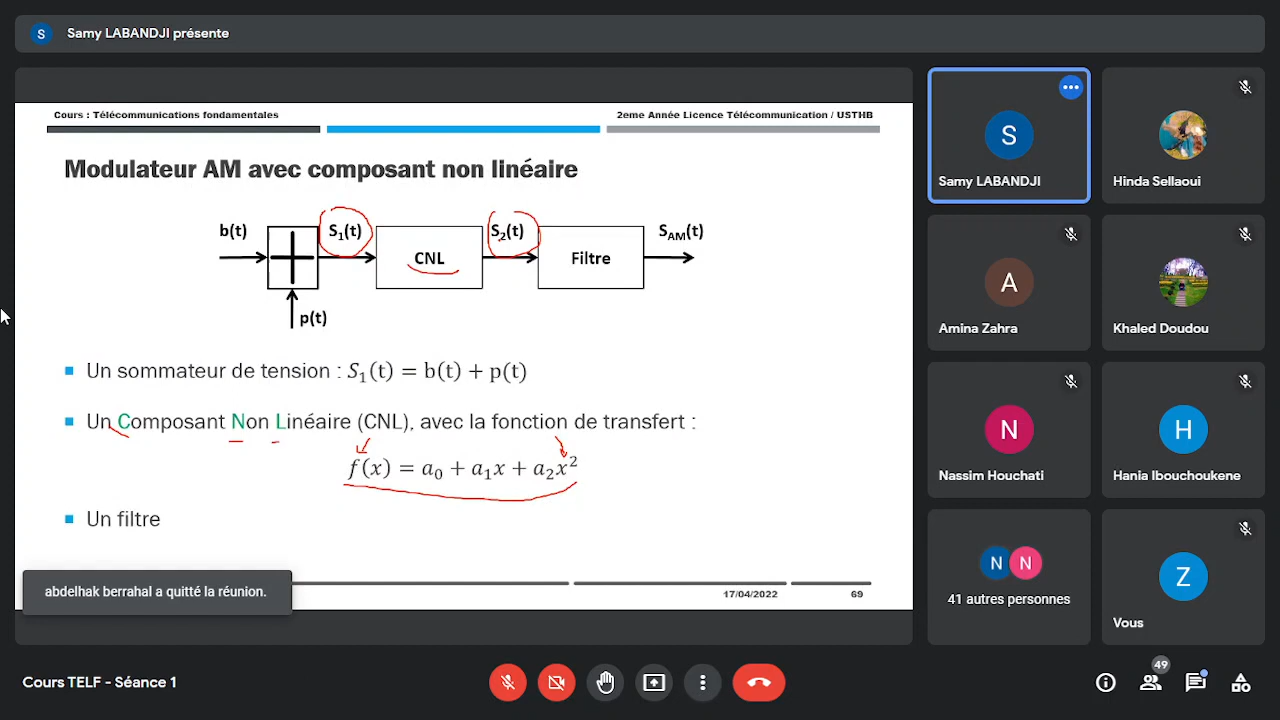 S Samy LABANDJI présente
Cours : Télécommunications fondamentales
2eme Année Licence Télécommunication / USTHB
Modulateur AM avec composant non linéaire
b(t) S₁(t) CNL S₂(t) Filtre S_AM(t)
p(t)
Un sommateur de tension : S₁(t) = b(t) + p(t)
Un Composant Non Linéaire (CNL), avec la fonction de transfert :
f(x) = a₀ + a₁x + a₂x²
Un filtre
abdelhak berrahal a quitté la réunion.
17/04/2022 69
S
Samy LABANDJI
Hinda Sellaoui
A
Amina Zahra
Khaled Doudou
N
Nassim Houchati
H
Hania Ibouchoukene
N N
41 autres personnes
Z
Vous
Cours TELF - Séance 1
49